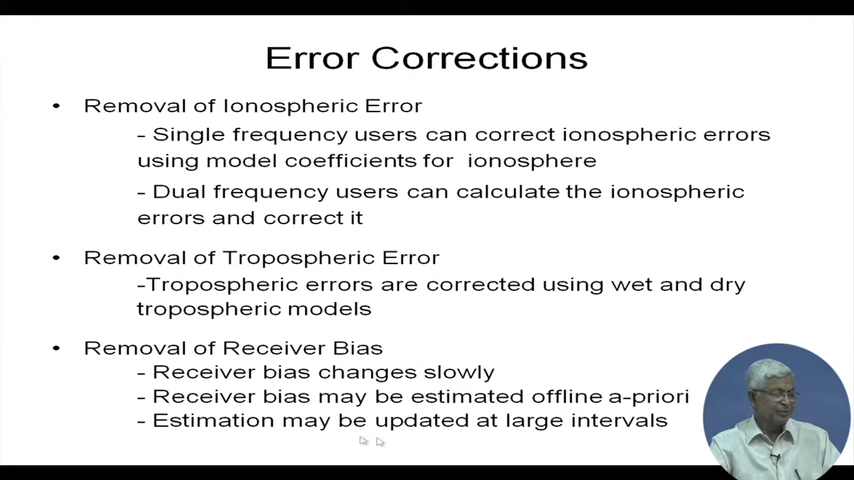 Error Corrections
• Removal of Ionospheric Error
- Single frequency users can correct ionospheric errors
using model coefficients for ionosphere
- Dual frequency users can calculate the ionospheric
errors and correct it
• Removal of Tropospheric Error
-Tropospheric errors are corrected using wet and dry
tropospheric models
• Removal of Receiver Bias
- Receiver bias changes slowly
- Receiver bias may be estimated offline a-priori
- Estimation may be updated at large intervals